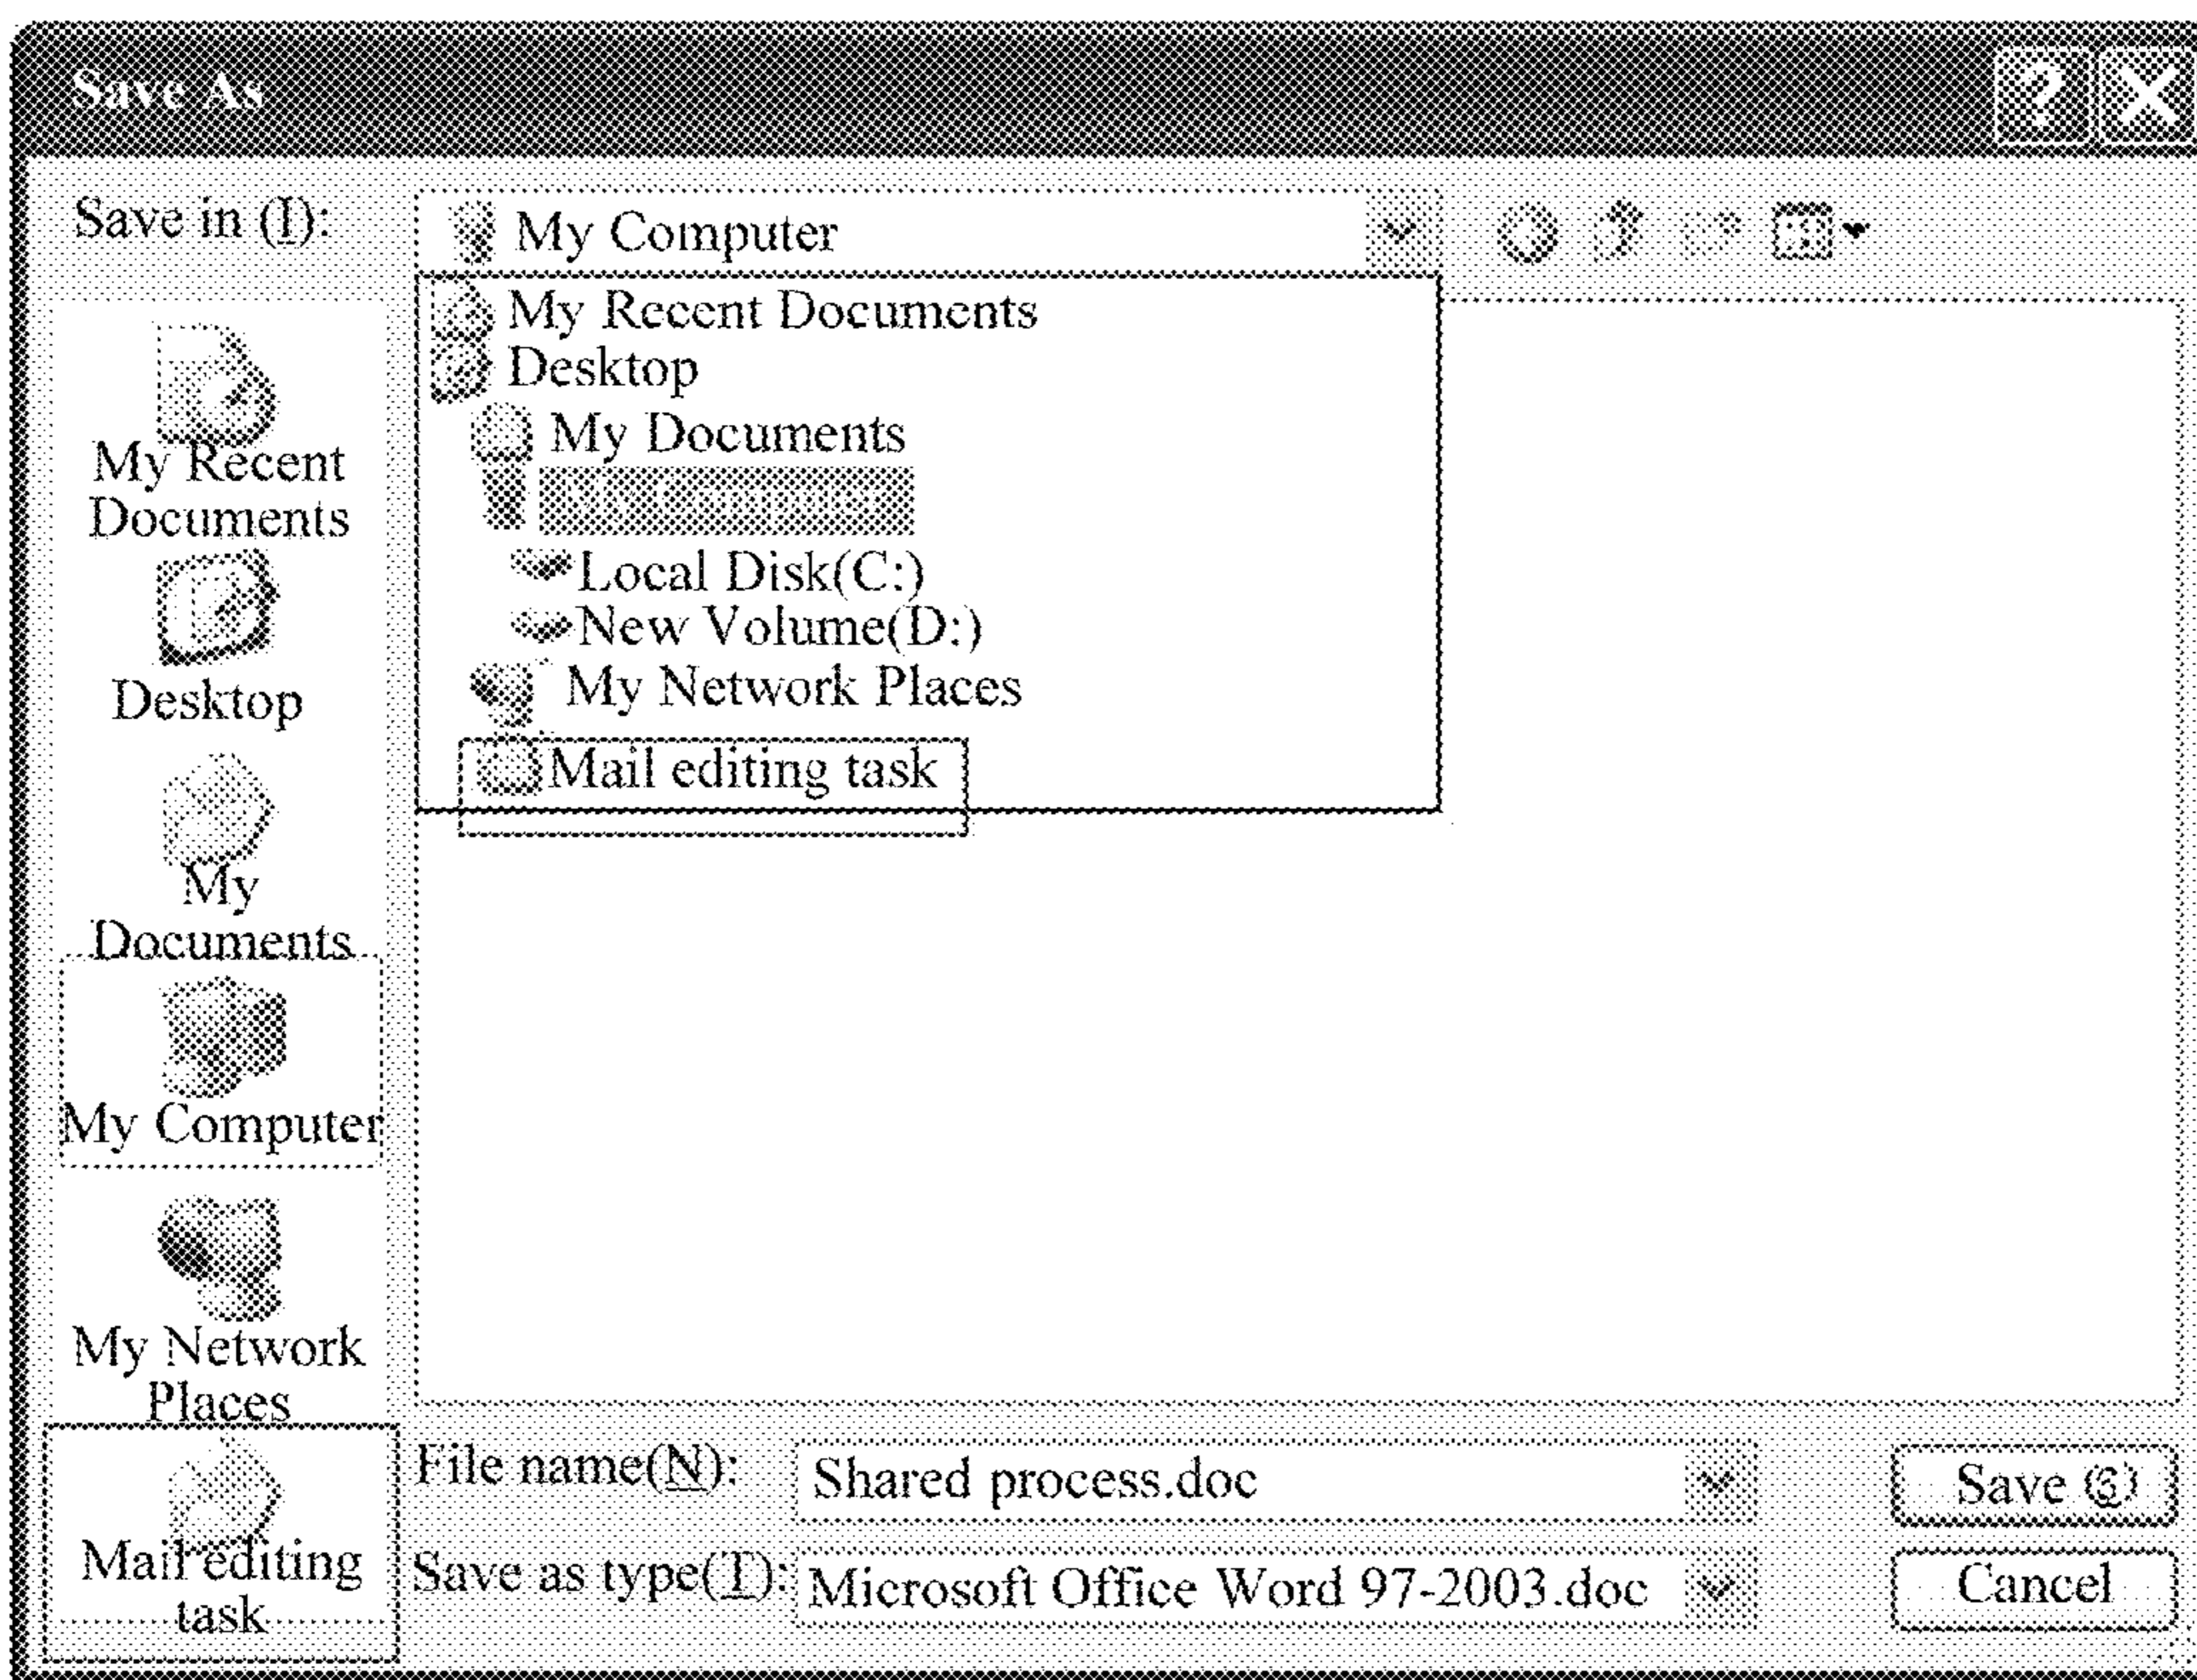 Save As
?
Save in (I):
My Computer
My Recent Documents
Desktop
My Documents
My Computer
Local Disk(C:)
New Volume(D:)
My Network Places
Mail editing task
My Recent
Documents
Desktop
My
Documents
My Computer
My Network
Places
Mail editing
task
File name(N):
Shared process.doc
Save (S)
Save as type(T):
Microsoft Office Word 97-2003.doc
Cancel